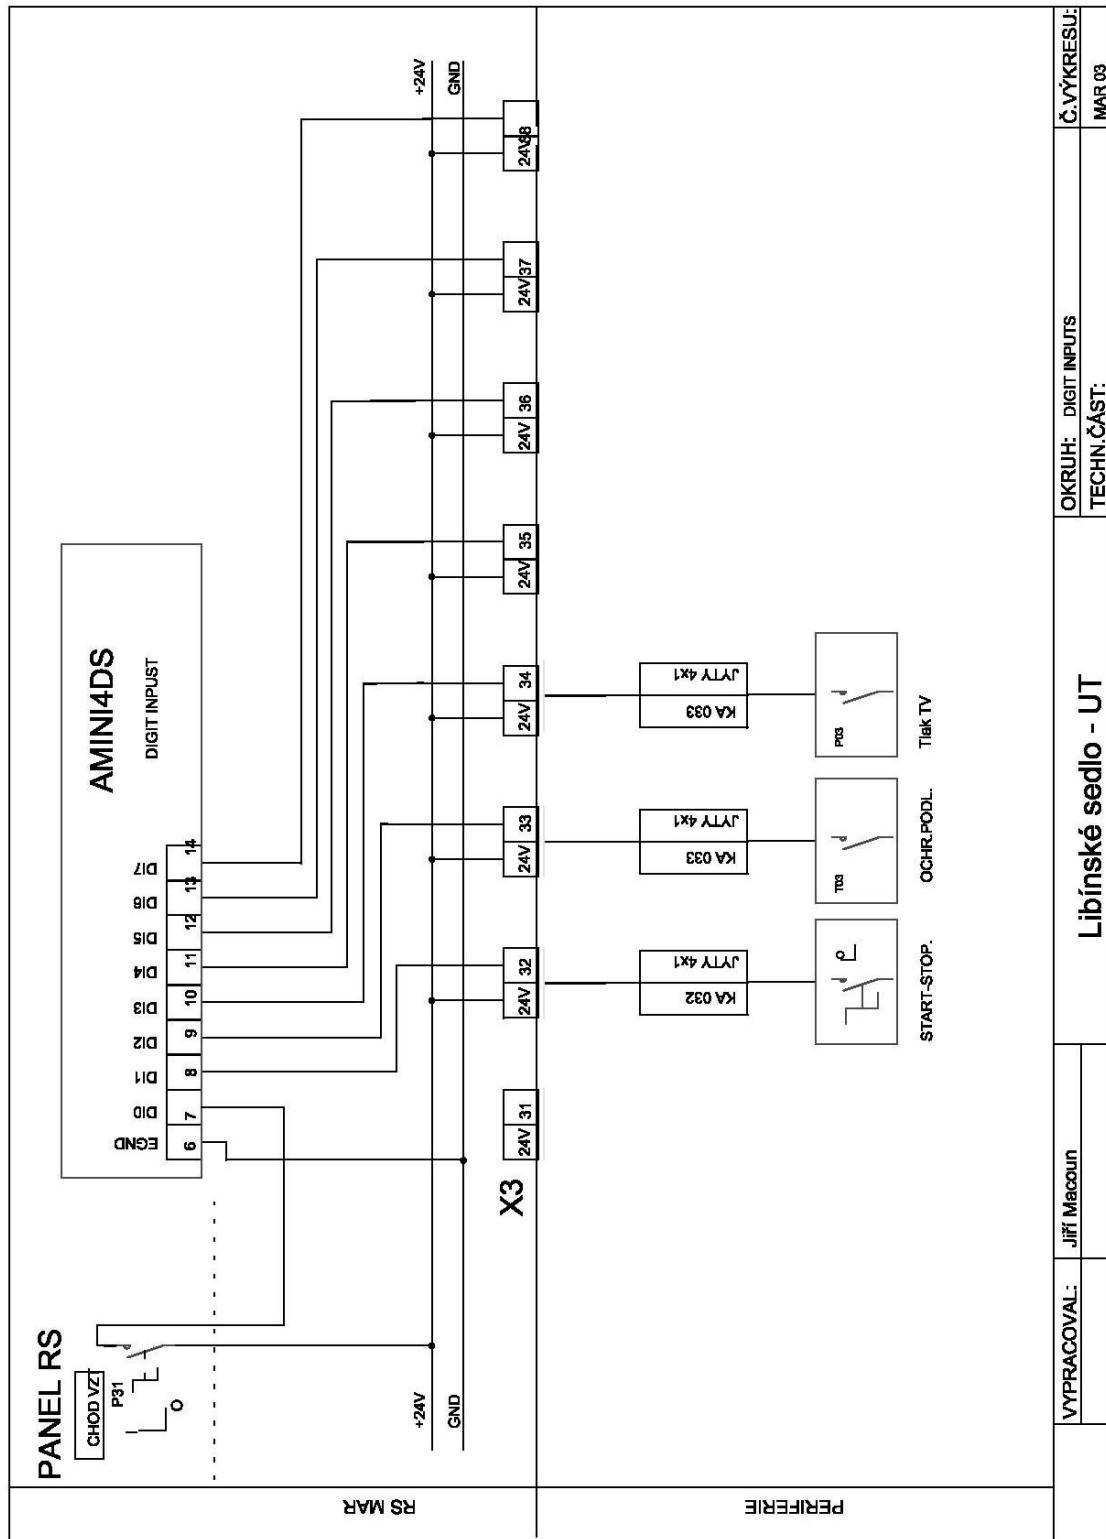 PANEL RS
CHOD VZT
P31
AMINI4DS
DIGIT INPUST
EGND
DI0
DI1
DI2
DI3
DI4
DI5
DI6
DI7
6
7
8
9
10
11
12
13
14
+24V
GND
+24V
GND
X3
24V 31
24V 32
24V 33
24V 34
24V 35
24V 36
24V 37
24V 38
RS MAR
PERIFERIE
KA 032
JYTY 4x1
KA 033
JYTY 4x1
KA 033
JYTY 4x1
T03
P03
START-STOP.
OCHR.PODL.
Tlak TV
VYPRACOVAL:
Jiří Macoun
Libínské sedlo - UT
OKRUH: DIGIT INPUTS
TECHN.ČÁST:
Č.VÝKRESU:
MAR 03